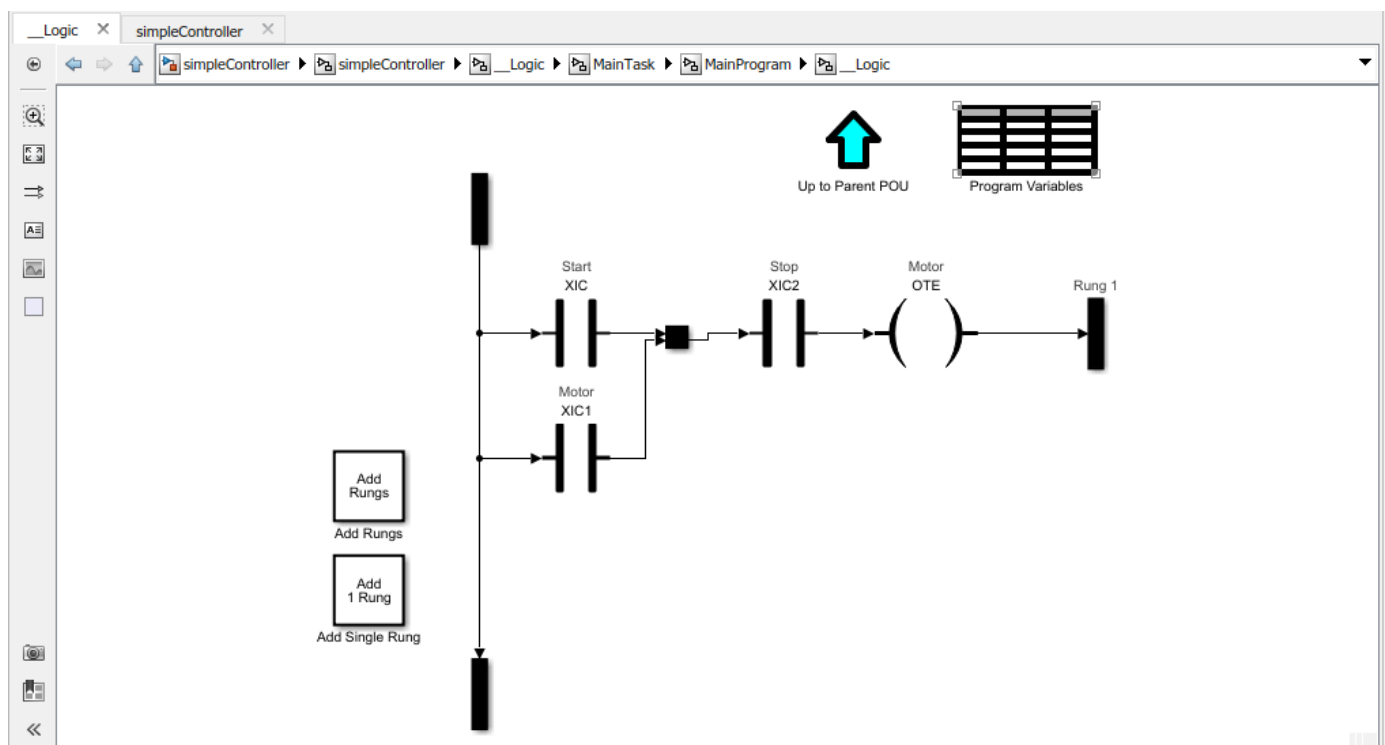 __Logic
simpleController
simpleController simpleController __Logic MainTask MainProgram __Logic
Up to Parent POU
Program Variables
Start
XIC
Stop
XIC2
Motor
OTE
Rung 1
Motor
XIC1
Add
Rungs
Add Rungs
Add
1 Rung
Add Single Rung